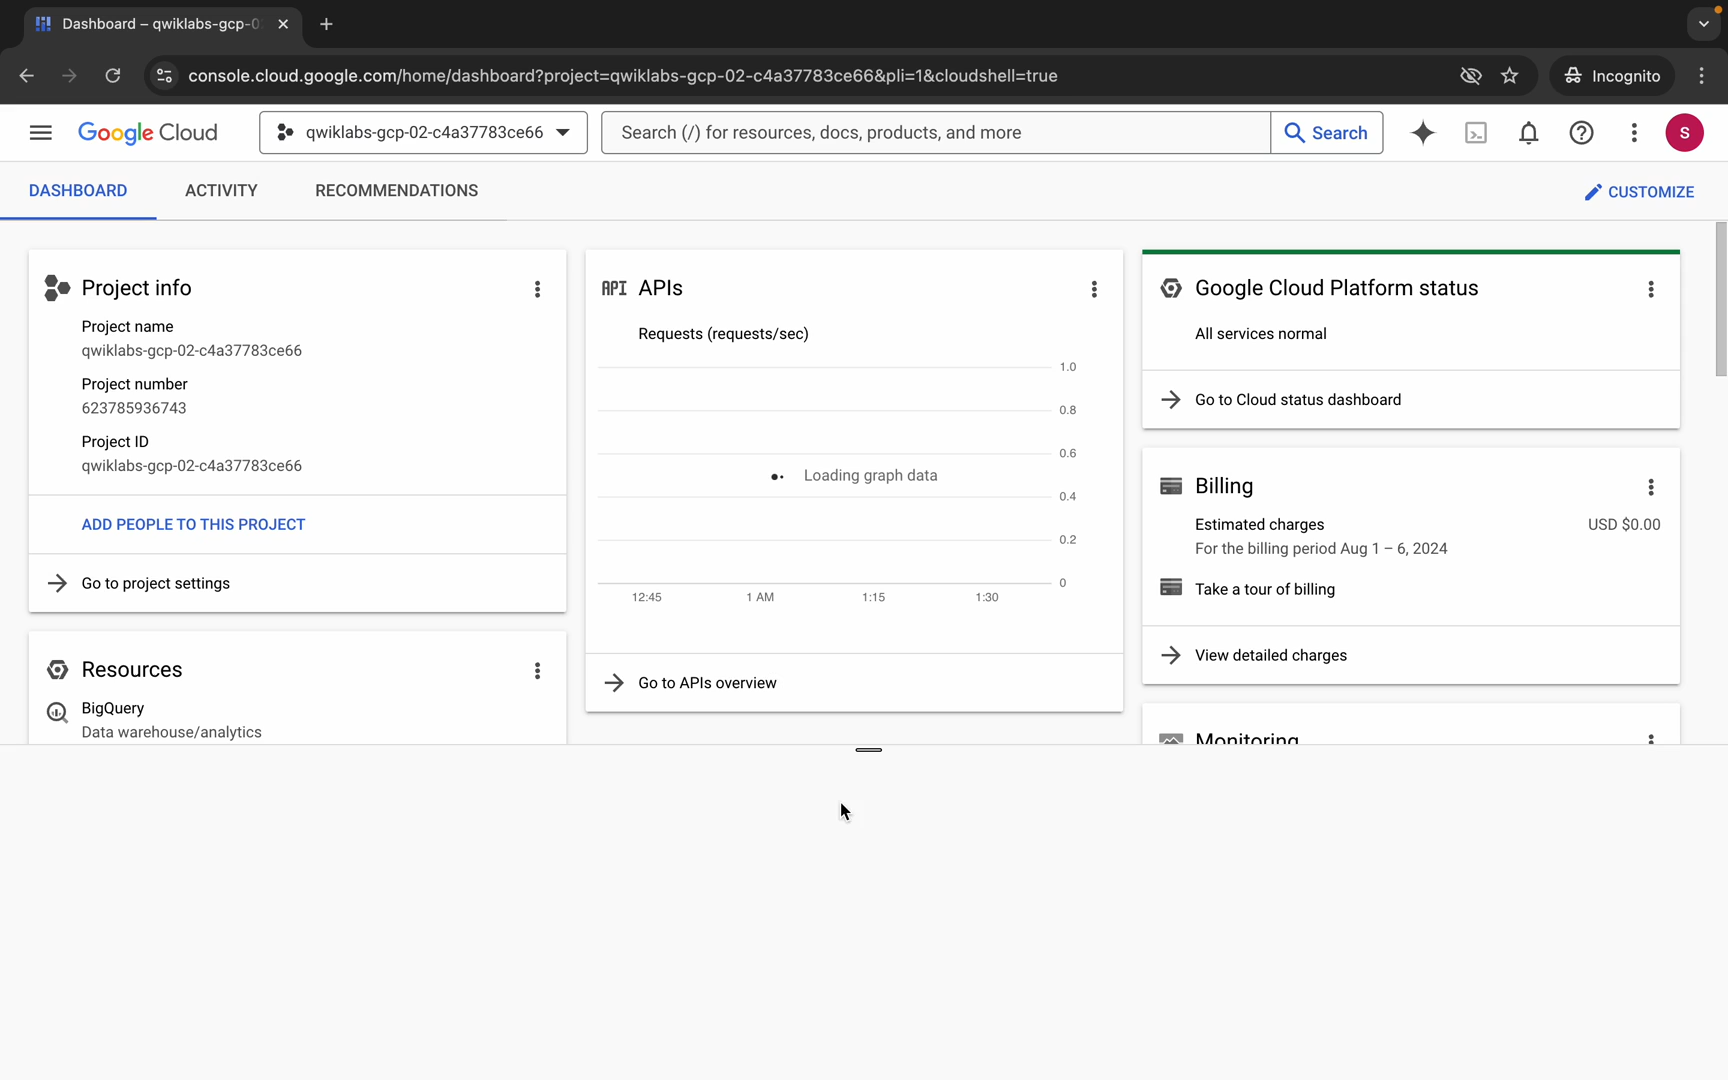 Dashboard – qwiklabs-gcp-0
console.cloud.google.com/home/dashboard?project=qwiklabs-gcp-02-c4a37783ce66&pli=1&cloudshell=true
Incognito
Google Cloud
qwiklabs-gcp-02-c4a37783ce66
Search (/) for resources, docs, products, and more
Search
S
DASHBOARD
ACTIVITY
RECOMMENDATIONS
CUSTOMIZE
Project info
Project name
qwiklabs-gcp-02-c4a37783ce66
Project number
623785936743
Project ID
qwiklabs-gcp-02-c4a37783ce66
ADD PEOPLE TO THIS PROJECT
Go to project settings
Resources
BigQuery
Data warehouse/analytics
API APIs
Requests (requests/sec)
1.0
0.8
0.6
Loading graph data
0.4
0.2
0
12:45
1 AM
1:15
1:30
Go to APIs overview
Google Cloud Platform status
All services normal
Go to Cloud status dashboard
Billing
Estimated charges
USD $0.00
For the billing period Aug 1 – 6, 2024
Take a tour of billing
View detailed charges
Monitoring